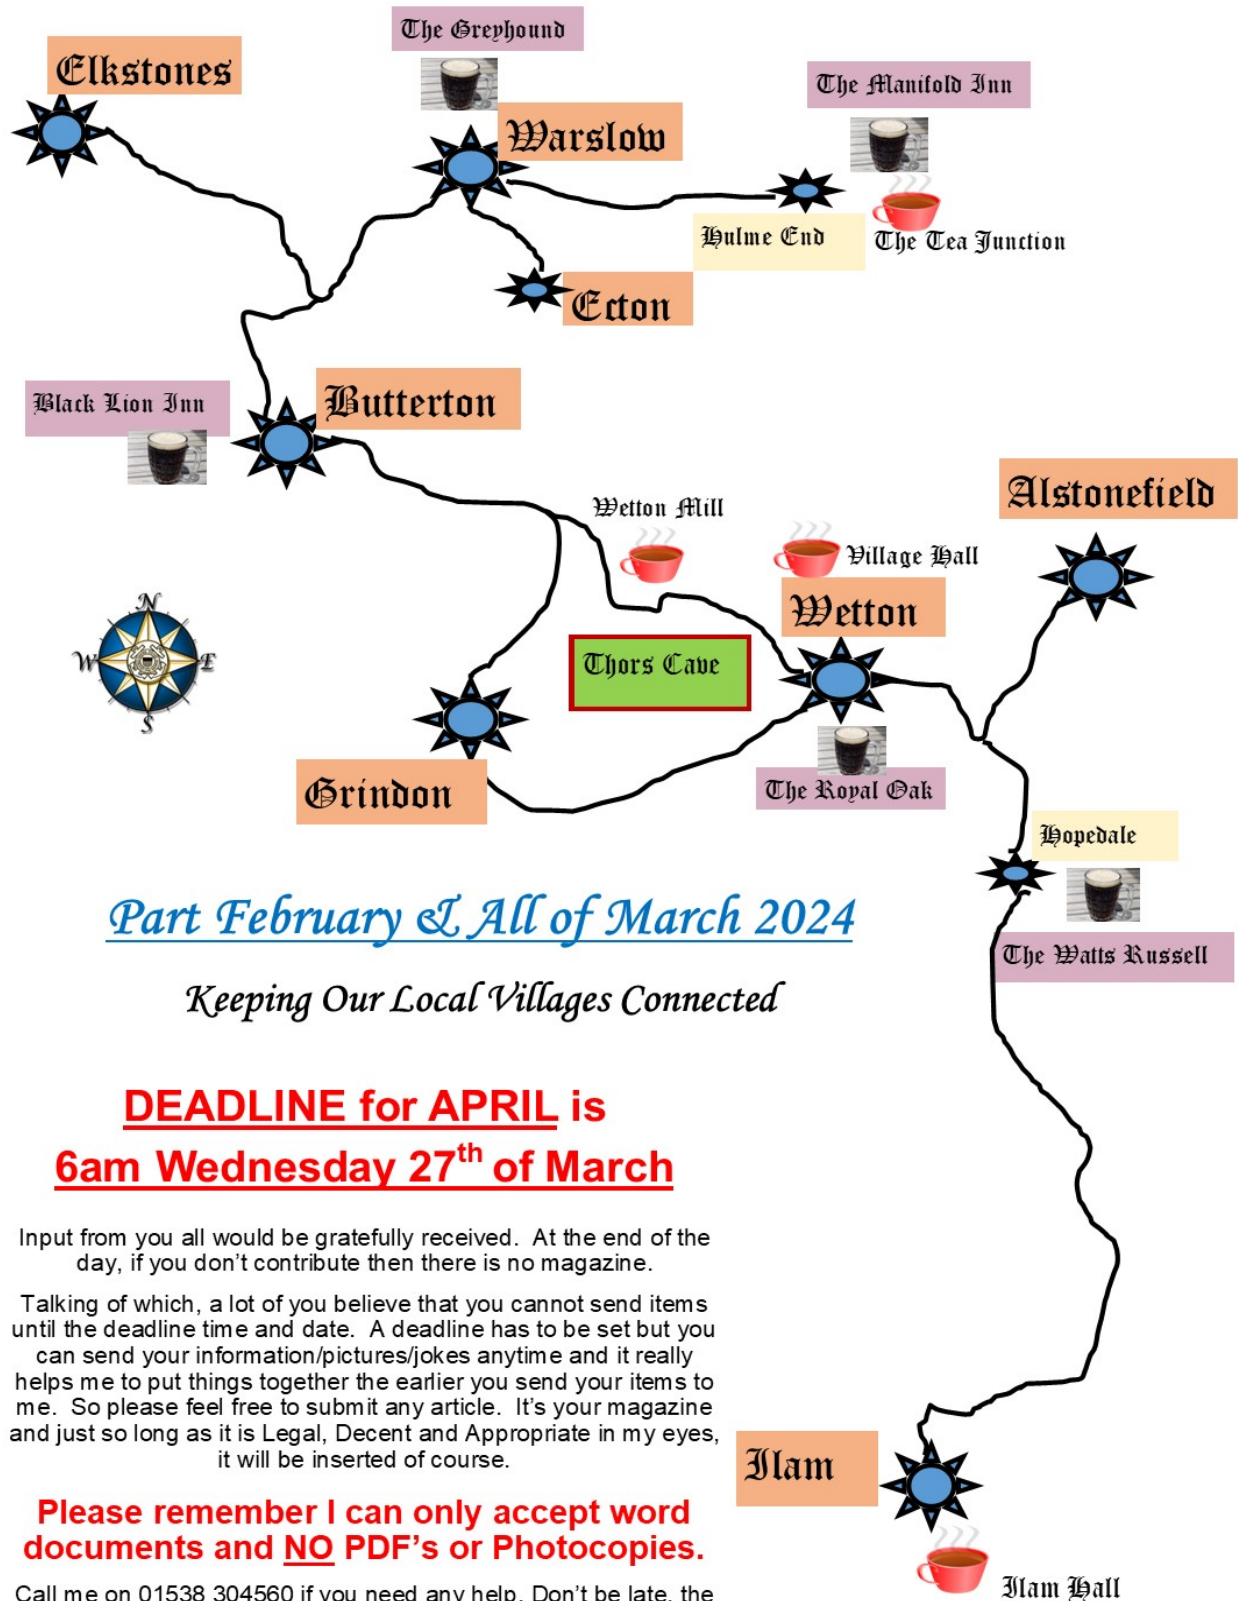 The Greyhound
Elkstones
The Manifold Inn
Warslow
Hulme End
The Tea Junction
Ecton
Black Lion Inn
Butterton
Alstonefield
Wetton Mill
Village Hall
Wetton
N
W
E
S
Thors Cave
Grindon
The Royal Oak
Hopedale
The Watts Russell
Part February & All of March 2024
Keeping Our Local Villages Connected
DEADLINE for APRIL is
6am Wednesday 27th of March
Input from you all would be gratefully received. At the end of the
day, if you don't contribute then there is no magazine.
Talking of which, a lot of you believe that you cannot send items
until the deadline time and date. A deadline has to be set but you
can send your information/pictures/jokes anytime and it really
helps me to put things together the earlier you send your items to
me. So please feel free to submit any article. It's your magazine
and just so long as it is Legal, Decent and Appropriate in my eyes,
it will be inserted of course.
Ilam
Please remember I can only accept word
documents and NO PDF's or Photocopies.
Ilam Hall
Call me on 01538 304560 if you need any help. Don't be late, the